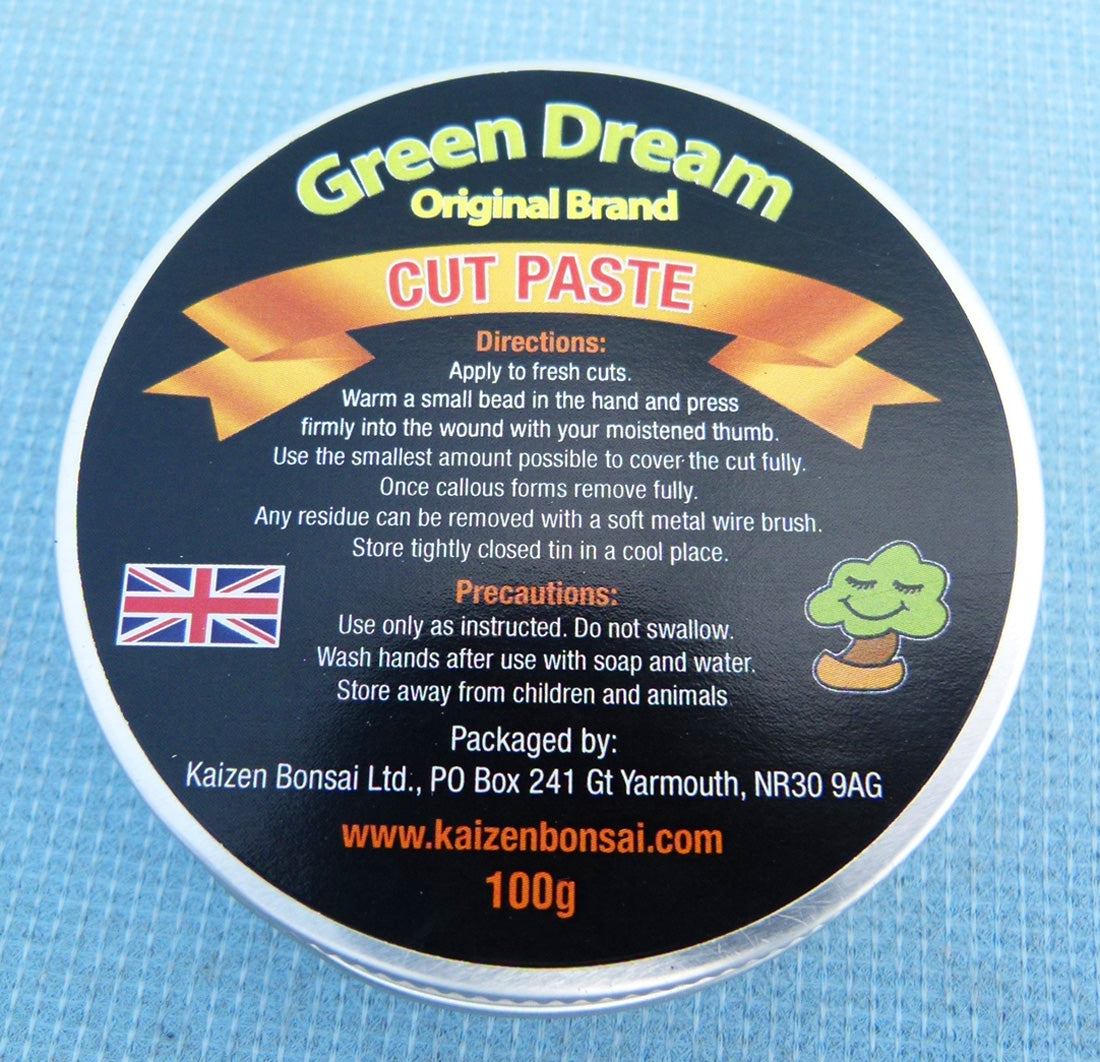 Green Dream
Original Brand
CUT PASTE
Directions:
Apply to fresh cuts.
Warm a small bead in the hand and press
firmly into the wound with your moistened thumb.
Use the smallest amount possible to cover the cut fully.
Once callous forms remove fully.
Any residue can be removed with a soft metal wire brush.
Store tightly closed tin in a cool place.
Precautions:
Use only as instructed. Do not swallow.
Wash hands after use with soap and water.
Store away from children and animals
Packaged by:
Kaizen Bonsai Ltd., PO Box 241 Gt Yarmouth, NR30 9AG
www.kaizenbonsai.com
100g